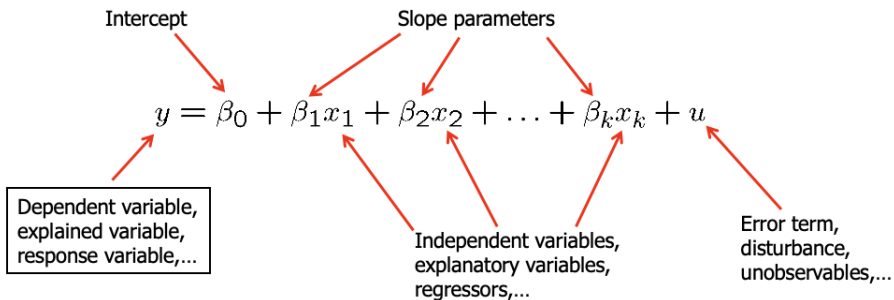 Intercept
Slope parameters
y = β₀ + β₁x₁ + β₂x₂ + … + βₖxₖ + u
Dependent variable,
explained variable,
response variable,…
Independent variables,
explanatory variables,
regressors,…
Error term,
disturbance,
unobservables,…